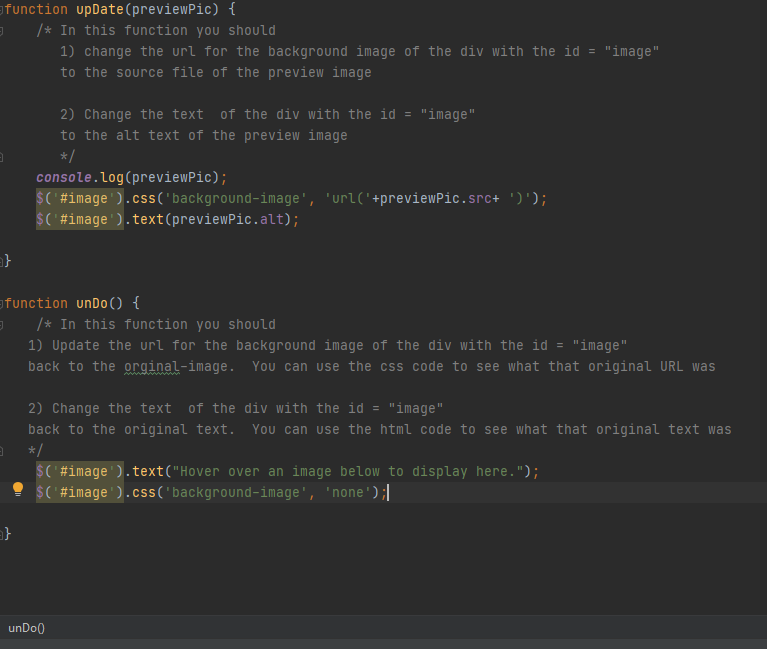 function upDate(previewPic) {
/* In this function you should
1) change the url for the background image of the div with the id = "image"
to the source file of the preview image
2) Change the text  of the div with the id = "image"
to the alt text of the preview image
*/
console.log(previewPic);
$('#image').css('background-image', 'url('+previewPic.src+ ')');
$('#image').text(previewPic.alt);
}
function unDo() {
/* In this function you should
1) Update the url for the background image of the div with the id = "image"
back to the orginal-image.  You can use the css code to see what that original URL was
2) Change the text  of the div with the id = "image"
back to the original text.  You can use the html code to see what that original text was
*/
$('#image').text("Hover over an image below to display here.");
$('#image').css('background-image', 'none');
}
unDo()